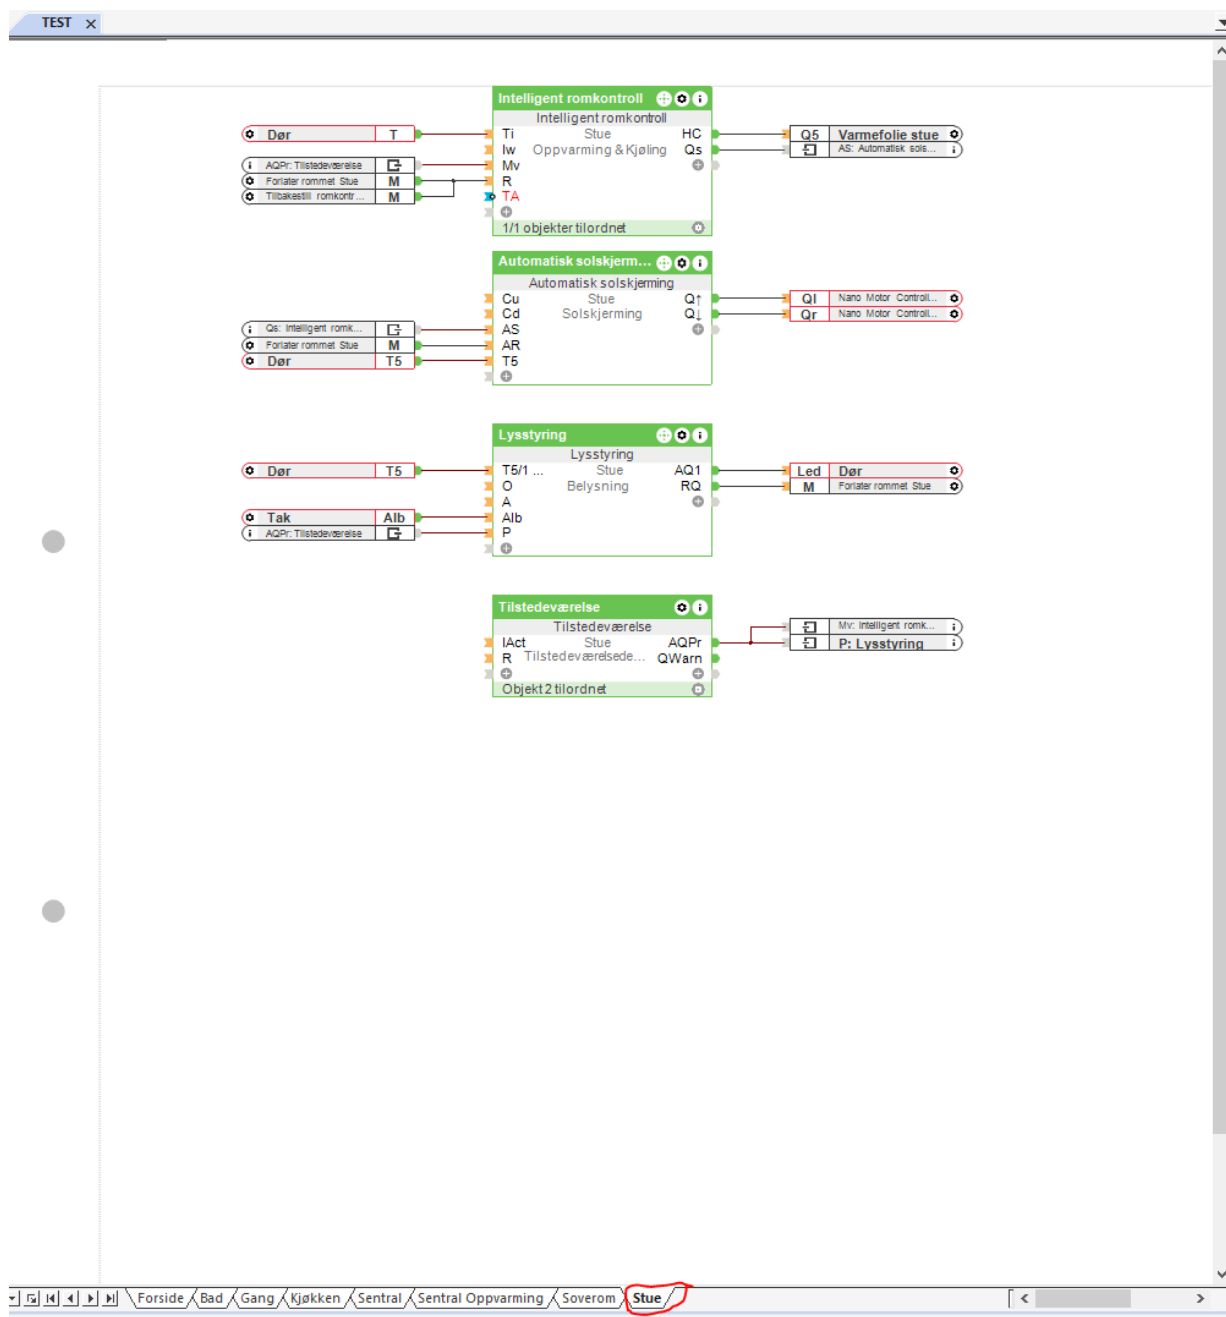 TEST
Intelligent romkontroll
Intelligent romkontroll
Dør T
Ti Stue HC
Q5 Varmefolie stue
Iw Oppvarming & Kjøling Qs
AS: Automatisk sols...
AQPr: Tilstedeværelse
Mv
Forlater rommet Stue M
R
Tilbakestill romkontr... M
TA
1/1 objekter tilordnet
Automatisk solskjerm...
Automatisk solskjerming
Cu Stue Q↑
QI Nano Motor Controll...
Cd Solskjerming Q↓
Qr Nano Motor Controll...
Qs: Intelligent romk...
AS
Forlater rommet Stue M
AR
Dør T5
T5
Lysstyring
Lysstyring
Dør T5
T5/1 ... Stue AQ1
Led Dør
O Belysning RQ
M Forlater rommet Stue
A
Tak Alb
Alb
AQPr: Tilstedeværelse
P
Tilstedeværelse
Tilstedeværelse
IAct Stue AQPr
Mv: Intelligent romk...
P: Lysstyring
R Tilstedeværelsede... QWarn
Objekt 2 tilordnet
Forside Bad Gang Kjøkken Sentral Sentral Oppvarming Soverom Stue